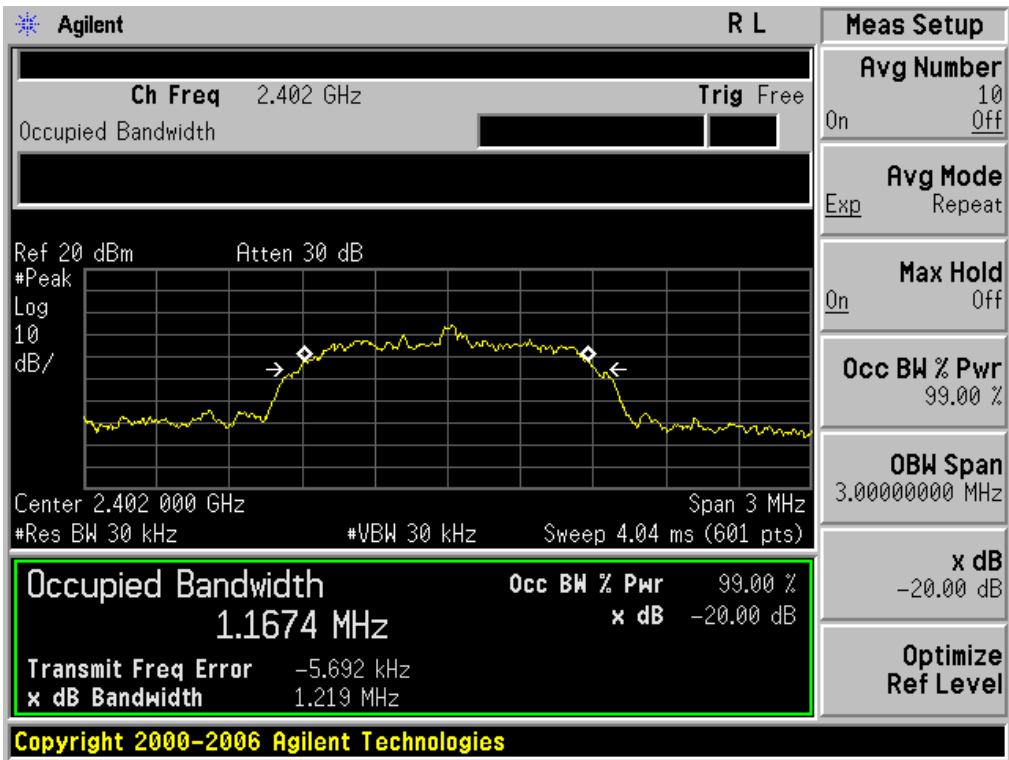 Agilent R L
Ch Freq 2.402 GHz Trig Free
Occupied Bandwidth
Ref 20 dBm Atten 30 dB
#Peak
Log
10
dB/
Center 2.402 000 GHz Span 3 MHz
#Res BW 30 kHz #VBW 30 kHz Sweep 4.04 ms (601 pts)
Occupied Bandwidth Occ BW % Pwr 99.00 %
1.1674 MHz x dB -20.00 dB
Transmit Freq Error -5.692 kHz
x dB Bandwidth 1.219 MHz
Copyright 2000-2006 Agilent Technologies
Meas Setup
Avg Number
10
On Off
Avg Mode
Exp Repeat
Max Hold
On Off
Occ BW % Pwr
99.00 %
OBW Span
3.00000000 MHz
x dB
-20.00 dB
Optimize
Ref Level